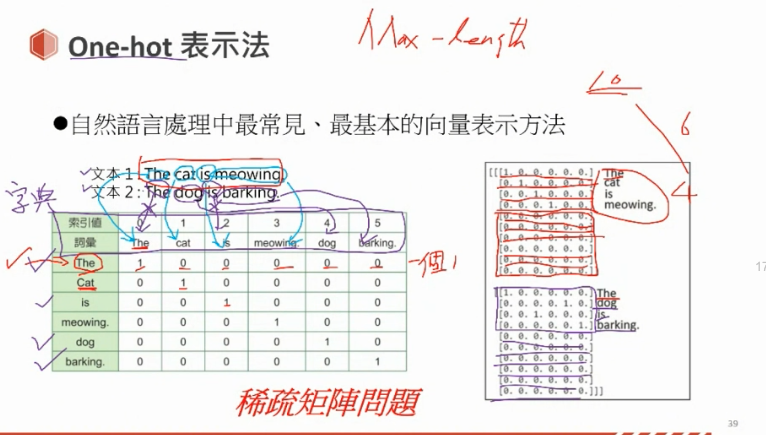 One-hot 表示法
Max-length
10
6
4
●自然語言處理中最常見、最基本的向量表示方法
文本 1 : The cat is meowing.
文本 2 : The dog is barking.
字典
索引值 1 2 3 4 5
詞彙 The cat is meowing. dog barking.
The 1 0 0 0 0 0
一個1
Cat 0 1 0 0 0 0
is 0 0 1 0 0 0
meowing. 0 0 0 1 0 0
dog 0 0 0 0 1 0
barking. 0 0 0 0 0 1
稀疏矩陣問題
[[[1. 0. 0. 0. 0. 0.] The
[0. 1. 0. 0. 0. 0.] cat
[0. 0. 1. 0. 0. 0.] is
[0. 0. 0. 1. 0. 0.] meowing.
[0. 0. 0. 0. 0. 0.]
[0. 0. 0. 0. 0. 0.]
[0. 0. 0. 0. 0. 0.]
[0. 0. 0. 0. 0. 0.]
[0. 0. 0. 0. 0. 0.]
[0. 0. 0. 0. 0. 0.]]
[[1. 0. 0. 0. 0. 0.] The
[0. 0. 0. 0. 1. 0.] dog
[0. 0. 1. 0. 0. 0.] is
[0. 0. 0. 0. 0. 1.] barking.
[0. 0. 0. 0. 0. 0.]
[0. 0. 0. 0. 0. 0.]
[0. 0. 0. 0. 0. 0.]
[0. 0. 0. 0. 0. 0.]
[0. 0. 0. 0. 0. 0.]
[0. 0. 0. 0. 0. 0.]]]
17
39